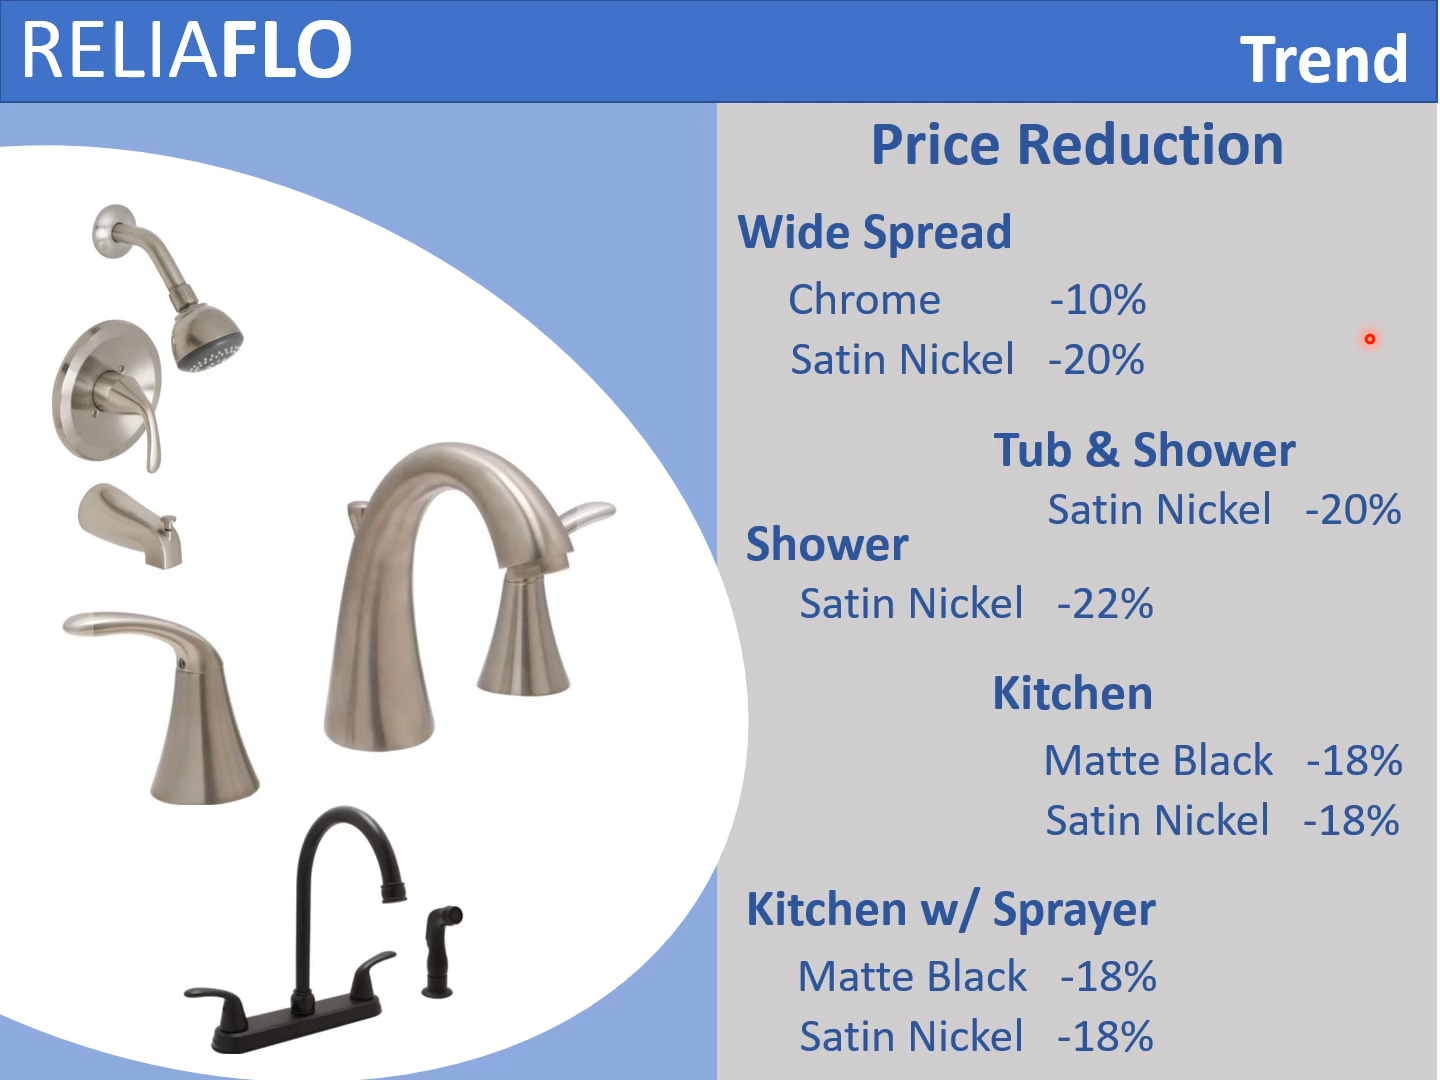 RELIAFLO
Trend
Price Reduction
Wide Spread
Chrome -10%
Satin Nickel -20%
Tub & Shower
Satin Nickel -20%
Shower
Satin Nickel -22%
Kitchen
Matte Black -18%
Satin Nickel -18%
Kitchen w/ Sprayer
Matte Black -18%
Satin Nickel -18%